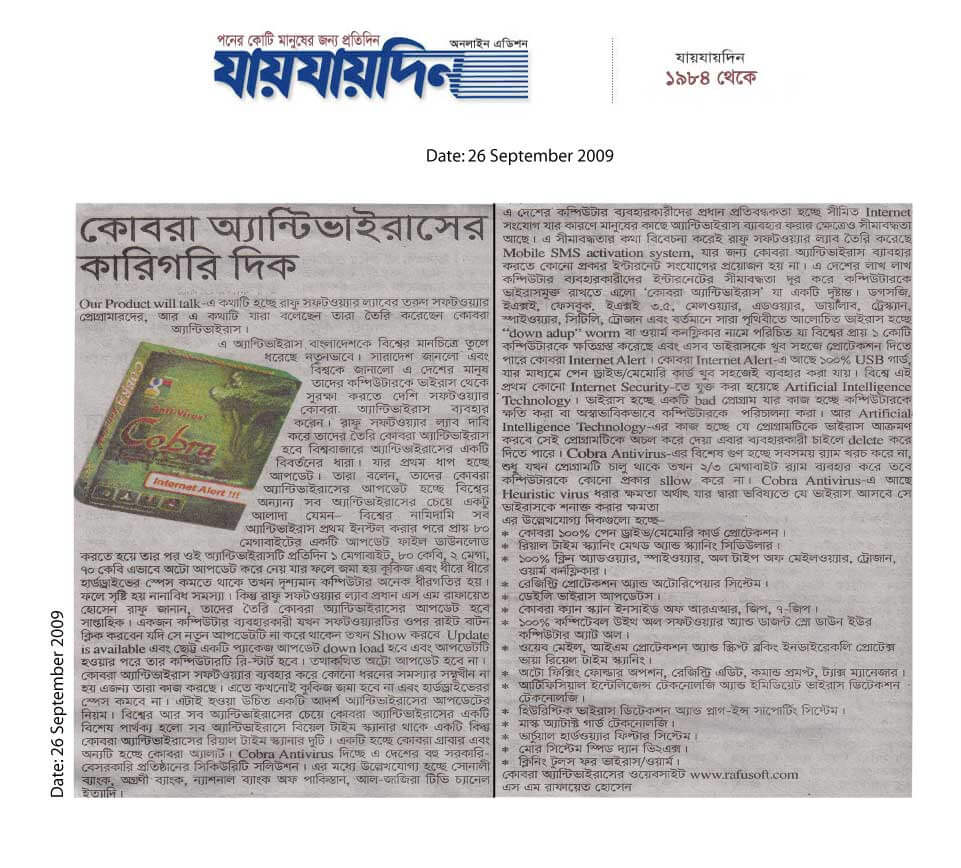 পনের কোটি মানুষের জন্য প্রতিদিন
অনলাইন এডিশন
যায়যায়দিন
যায়যায়দিন
১৯৮৪ থেকে
Date: 26 September 2009
Date: 26 September 2009
কোবরা অ্যান্টিভাইরাসের
কারিগরি দিক
Our Product will talk-এ কথাটি হচ্ছে রাফু সফটওয়্যার ল্যাবের তরুণ সফটওয়্যার
প্রোগ্রামারদের, আর এ কথাটি যারা বলেছেন তারা তৈরি করেছেন কোবরা
অ্যান্টিভাইরাস।
এ অ্যান্টিভাইরাস বাংলাদেশকে বিশ্বের মানচিত্রে তুলে
ধরেছে নতুনভাবে। সারাদেশ জানলো এবং
বিশ্বকে জানালো এ দেশের মানুষ
তাদের কম্পিউটারকে ভাইরাস থেকে
সুরক্ষা করতে দেশি সফটওয়্যার
কোবরা অ্যান্টিভাইরাস ব্যবহার
করেন। রাফু সফটওয়্যার ল্যাব দাবি
করে তাদের তৈরি কোবরা অ্যান্টিভাইরাস
হবে বিশ্ববাজারে অ্যান্টিভাইরাসের একটি
বিবর্তনের ধারা। যার প্রথম ধাপ হচ্ছে
আপডেট। তারা বলেন, তাদের কোবরা
অ্যান্টিভাইরাসের আপডেট হচ্ছে বিশ্বের
অন্যান্য সব অ্যান্টিভাইরাসের চেয়ে একটু
আলাদা যেমন– বিশ্বের নামিদামি সব
অ্যান্টিভাইরাস প্রথম ইনস্টল করার পরে প্রায় ৮০
মেগাবাইটের একটি আপডেট ফাইল ডাউনলোড
করতে হয়ে তার পর ওই অ্যান্টিভাইরাসটি প্রতিদিন ১ মেগাবাইট, ৮০ কেবি, ২ মেগা,
৭০ কেবি এভাবে অটো আপডেট করে নেয় যার ফলে জমা হয় কুকিজ এবং ধীরে ধীরে
হার্ডড্রাইভের স্পেস কমতে থাকে তখন দৃশ্যমান কম্পিউটার অনেক ধীরগতির হয়।
ফলে সৃষ্টি হয় নানাবিধ সমস্যা। কিন্তু রাফু সফটওয়্যার ল্যাব প্রধান এস এম রাফায়েত
হোসেন রাফু জানান, তাদের তৈরি কোবরা অ্যান্টিভাইরাসের আপডেট হবে
সাপ্তাহিক। একজন কম্পিউটার ব্যবহারকারী যখন সফটওয়্যারটির ওপর রাইট বাটন
ক্লিক করবেন যদি সে নতুন আপডেটটি না করে থাকেন তখন Show করবে Update
is available এবং ছোট্ট একটি প্যাকেজ আপডেট down load হবে এবং আপডেটটি
হওয়ার পরে তার কম্পিউটারটি রি-স্টার্ট হবে। তথাকথিত অটো আপডেট হবে না।
কোবরা অ্যান্টিভাইরাস সফটওয়্যার ব্যবহার করে কোনো ধরনের সমস্যার সম্মুখীন না
হয় এজন্য তারা কাজ করছে। এতে কখনোই কুকিজ জমা হবে না এবং হার্ডড্রাইভের
স্পেস কমবে না। এটাই হওয়া উচিত একটি আদর্শ অ্যান্টিভাইরাসের আপডেটের
নিয়ম। বিশ্বের আর সব অ্যান্টিভাইরাসের চেয়ে কোবরা অ্যান্টিভাইরাসের একটি
বিশেষ পার্থক্য হলো সব অ্যান্টিভাইরাসে রিয়েল টাইম স্ক্যানার থাকে একটি কিন্তু
কোবরা অ্যান্টিভাইরাসের রিয়াল টাইম স্ক্যানার দুটি। একটি হচ্ছে কোবরা প্রাবার এবং
অন্যটি হচ্ছে কোবরা অ্যালার্ট। Cobra Antivirus দিচ্ছে এ দেশের বহু সরকারি-
বেসরকারি প্রতিষ্ঠানের সিকিউরিটি সলিউশন। এর মধ্যে উল্লেখযোগ্য হচ্ছে সোনালী
ব্যাংক, অগ্রণী ব্যাংক, ন্যাশনাল ব্যাংক অফ পাকিস্তান, আল-জাজিরা টিভি চ্যানেল
ইত্যাদি।
Anti-Virus
Cobra
Internet Alert !!!
এ দেশের কম্পিউটার ব্যবহারকারীদের প্রধান প্রতিবন্ধকতা হচ্ছে সীমিত Internet
সংযোগ যার কারণে মানুষের কাছে অ্যান্টিভাইরাস ব্যবহার করার ক্ষেত্রেও সীমাবদ্ধতা
আছে। এ সীমাবদ্ধতার কথা বিবেচনা করেই রাফু সফটওয়্যার ল্যাব তৈরি করেছে
Mobile SMS activation system, যার জন্য কোবরা অ্যান্টিভাইরাস ব্যবহার
করতে কোনো প্রকার ইন্টারনেট সংযোগের প্রয়োজন হয় না। এ দেশের লাখ লাখ
কম্পিউটার ব্যবহারকারীদের ইন্টারনেটের সীমাবদ্ধতা দূর করে কম্পিউটারকে
ভাইরাসমুক্ত রাখতে এলো 'কোবরা অ্যান্টিভাইরাস' যা একটি দৃষ্টান্ত। ডগসজি,
ইএক্সই, ফেসবুক, ইএক্সই ৩.৫, মেলওয়্যার, এডওয়্যার, ডায়ালার, ট্রেস্ক্যান,
স্পাইওয়্যার, সিটিলি, ট্রোজান এবং বর্তমানে সারা পৃথিবীতে আলোচিত ভাইরাস হচ্ছে
"down adup" worm বা ওয়ার্ম কনফ্লিকার নামে পরিচিত যা বিশ্বের প্রায় ১ কোটি
কম্পিউটারকে ক্ষতিগ্রস্ত করেছে এবং এসব ভাইরাসকে খুব সহজে প্রোটেকশন দিতে
পারে কোবরা Internet Alert। কোবরা Internet Alert-এ আছে ১০০% USB গার্ড,
যার মাধ্যমে পেন ড্রাইভ/মেমোরি কার্ড খুব সহজেই ব্যবহার করা যায়। বিশ্বে এই
প্রথম কোনো Internet Security-তে যুক্ত করা হয়েছে Artificial Intelligence
Technology। ভাইরাস হচ্ছে একটি bad প্রোগ্রাম যার কাজ হচ্ছে কম্পিউটারকে
ক্ষতি করা বা অস্বাভাবিকভাবে কম্পিউটারকে পরিচালনা করা। আর Artificial
Intelligence Technology-এর কাজ হচ্ছে যে প্রোগ্রামটিকে ভাইরাস আক্রমণ
করবে সেই প্রোগ্রামটিকে অচল করে দেয়া এবার ব্যবহারকারী চাইলে delete করে
দিতে পারে। Cobra Antivirus-এর বিশেষ গুণ হচ্ছে সবসময় র‍্যাম খরচ করে না,
শুধু যখন প্রোগ্রামটি চালু থাকে তখন ২/৩ মেগাবাইট র‍্যাম ব্যবহার করে তবে
কম্পিউটারকে কোনো প্রকার sllow করে না। Cobra Antivirus-এ আছে
Heuristic virus ধরার ক্ষমতা অর্থাৎ যার দ্বারা ভবিষ্যতে যে ভাইরাস আসবে সে
ভাইরাসকে শনাক্ত করার ক্ষমতা
এর উল্লেখযোগ্য দিকগুলো হচ্ছে–
* কোবরা ১০০% পেন ড্রাইভ/মেমোরি কার্ড প্রটেকশন।
* রিয়াল টাইম স্ক্যানিং মেথড অ্যান্ড স্ক্যানিং সিডিউলার।
* ১০০% ক্লিন অ্যাডওয়্যার, স্পাইওয়্যার, অল টাইপ অফ মেইলওয়্যার, ট্রোজান,
ওয়ার্ম কনফ্লিকার।
* রেজিস্ট্রি প্রোটেকশন অ্যান্ড অটোরিপেয়ার সিস্টেম।
* ডেইলি ভাইরাস আপডেটস।
* কোবরা ক্যান স্ক্যান ইনসাইড অফ আরএআর, জিপ, ৭-জিপ।
* ১০০% কম্পিটেবল উইথ অল সফটওয়্যার অ্যান্ড ডাজন্ট স্লো ডাউন ইউর
কম্পিউটার অ্যাট অল।
* ওয়েব মেইল, আইএম প্রোটেকশন অ্যান্ড স্ক্রিপ্ট ব্লকিং ইনডাইরেকলি প্রোটেক্স
ভায়া রিয়েল টাইম স্ক্যানিং।
* অটো ফিক্সিং ফোল্ডার অপশন, রেজিস্ট্রি এডিট, কমান্ড প্রমপ্ট, ট্যাক্স ম্যানেজার।
* আর্টিফিসিয়াল ইন্টেলিজেন্স টেকনোলজি অ্যান্ড ইমিডিয়েট ভাইরাস ডিটেকশন
টেকনোলজি।
* হিউরিস্টিক ভাইরাস ডিটেকশন অ্যান্ড প্লাগ-ইন্স সাপোর্টিং সিস্টেম।
* মাস্ক অ্যাটাক্ট গার্ড টেকনোলজি।
* ভার্চুয়াল হার্ডওয়্যার ফিল্টার সিস্টেম।
* মোর সিস্টেম স্পিড দ্যান ভিএক্স।
* ক্লিনিং টুলস ফর ভাইরাস/ওয়ার্ম।
কোবরা অ্যান্টিভাইরাসের ওয়েবসাইট www.rafusoft.com
এস এম রাফায়েত হোসেন